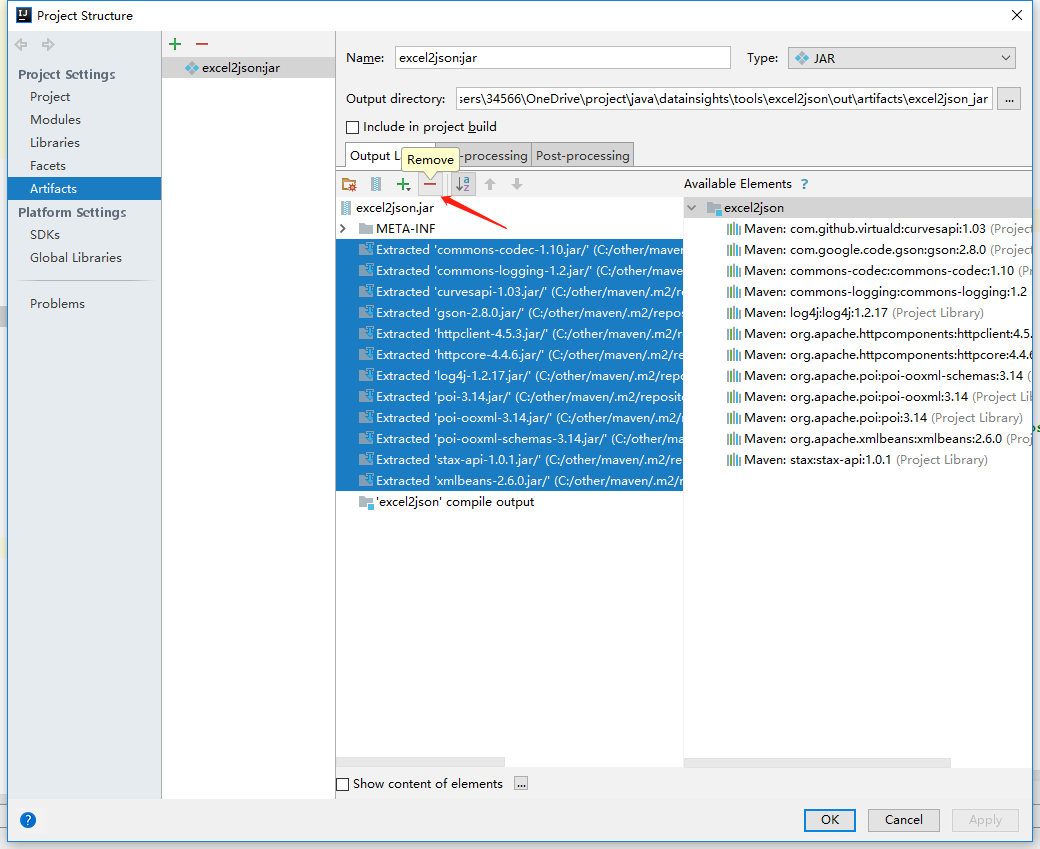 Project Structure
Project Settings
Project
Modules
Libraries
Facets
Artifacts
Platform Settings
SDKs
Global Libraries
Problems
excel2json:jar
Name: excel2json:jar Type: JAR
Output directory: sers\34566\OneDrive\project\java\datainsights\tools\excel2json\out\artifacts\excel2json_jar ...
Include in project build
Output L -processing Post-processing
Remove
Available Elements ?
excel2json.jar
META-INF
Extracted 'commons-codec-1.10.jar/' (C:/other/maven
Extracted 'commons-logging-1.2.jar/' (C:/other/mave
Extracted 'curvesapi-1.03.jar/' (C:/other/maven/.m2/re
Extracted 'gson-2.8.0.jar/' (C:/other/maven/.m2/repos
Extracted 'httpclient-4.5.3.jar/' (C:/other/maven/.m2/r
Extracted 'httpcore-4.4.6.jar/' (C:/other/maven/.m2/re
Extracted 'log4j-1.2.17.jar/' (C:/other/maven/.m2/repo
Extracted 'poi-3.14.jar/' (C:/other/maven/.m2/reposite
Extracted 'poi-ooxml-3.14.jar/' (C:/other/maven/.m2/r
Extracted 'poi-ooxml-schemas-3.14.jar/' (C:/other/ma
Extracted 'stax-api-1.0.1.jar/' (C:/other/maven/.m2/re
Extracted 'xmlbeans-2.6.0.jar/' (C:/other/maven/.m2/r
'excel2json' compile output
excel2json
Maven: com.github.virtuald:curvesapi:1.03 (Project
Maven: com.google.code.gson:gson:2.8.0 (Project
Maven: commons-codec:commons-codec:1.10 (Pr
Maven: commons-logging:commons-logging:1.2
Maven: log4j:log4j:1.2.17 (Project Library)
Maven: org.apache.httpcomponents:httpclient:4.5.
Maven: org.apache.httpcomponents:httpcore:4.4.6
Maven: org.apache.poi:poi-ooxml-schemas:3.14 (
Maven: org.apache.poi:poi-ooxml:3.14 (Project Lib
Maven: org.apache.poi:poi:3.14 (Project Library)
Maven: org.apache.xmlbeans:xmlbeans:2.6.0 (Proj
Maven: stax:stax-api:1.0.1 (Project Library)
Show content of elements ...
? OK Cancel Apply